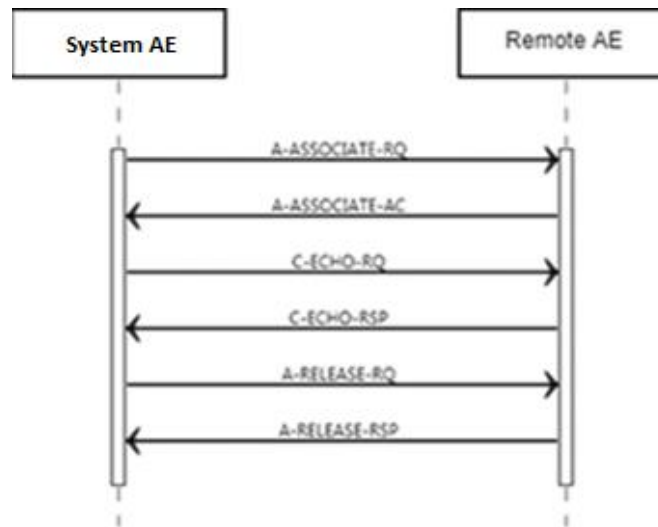 System AE
Remote AE
A-ASSOCIATE-RQ
A-ASSOCIATE-AC
C-ECHO-RQ
C-ECHO-RSP
A-RELEASE-RQ
A-RELEASE-RSP